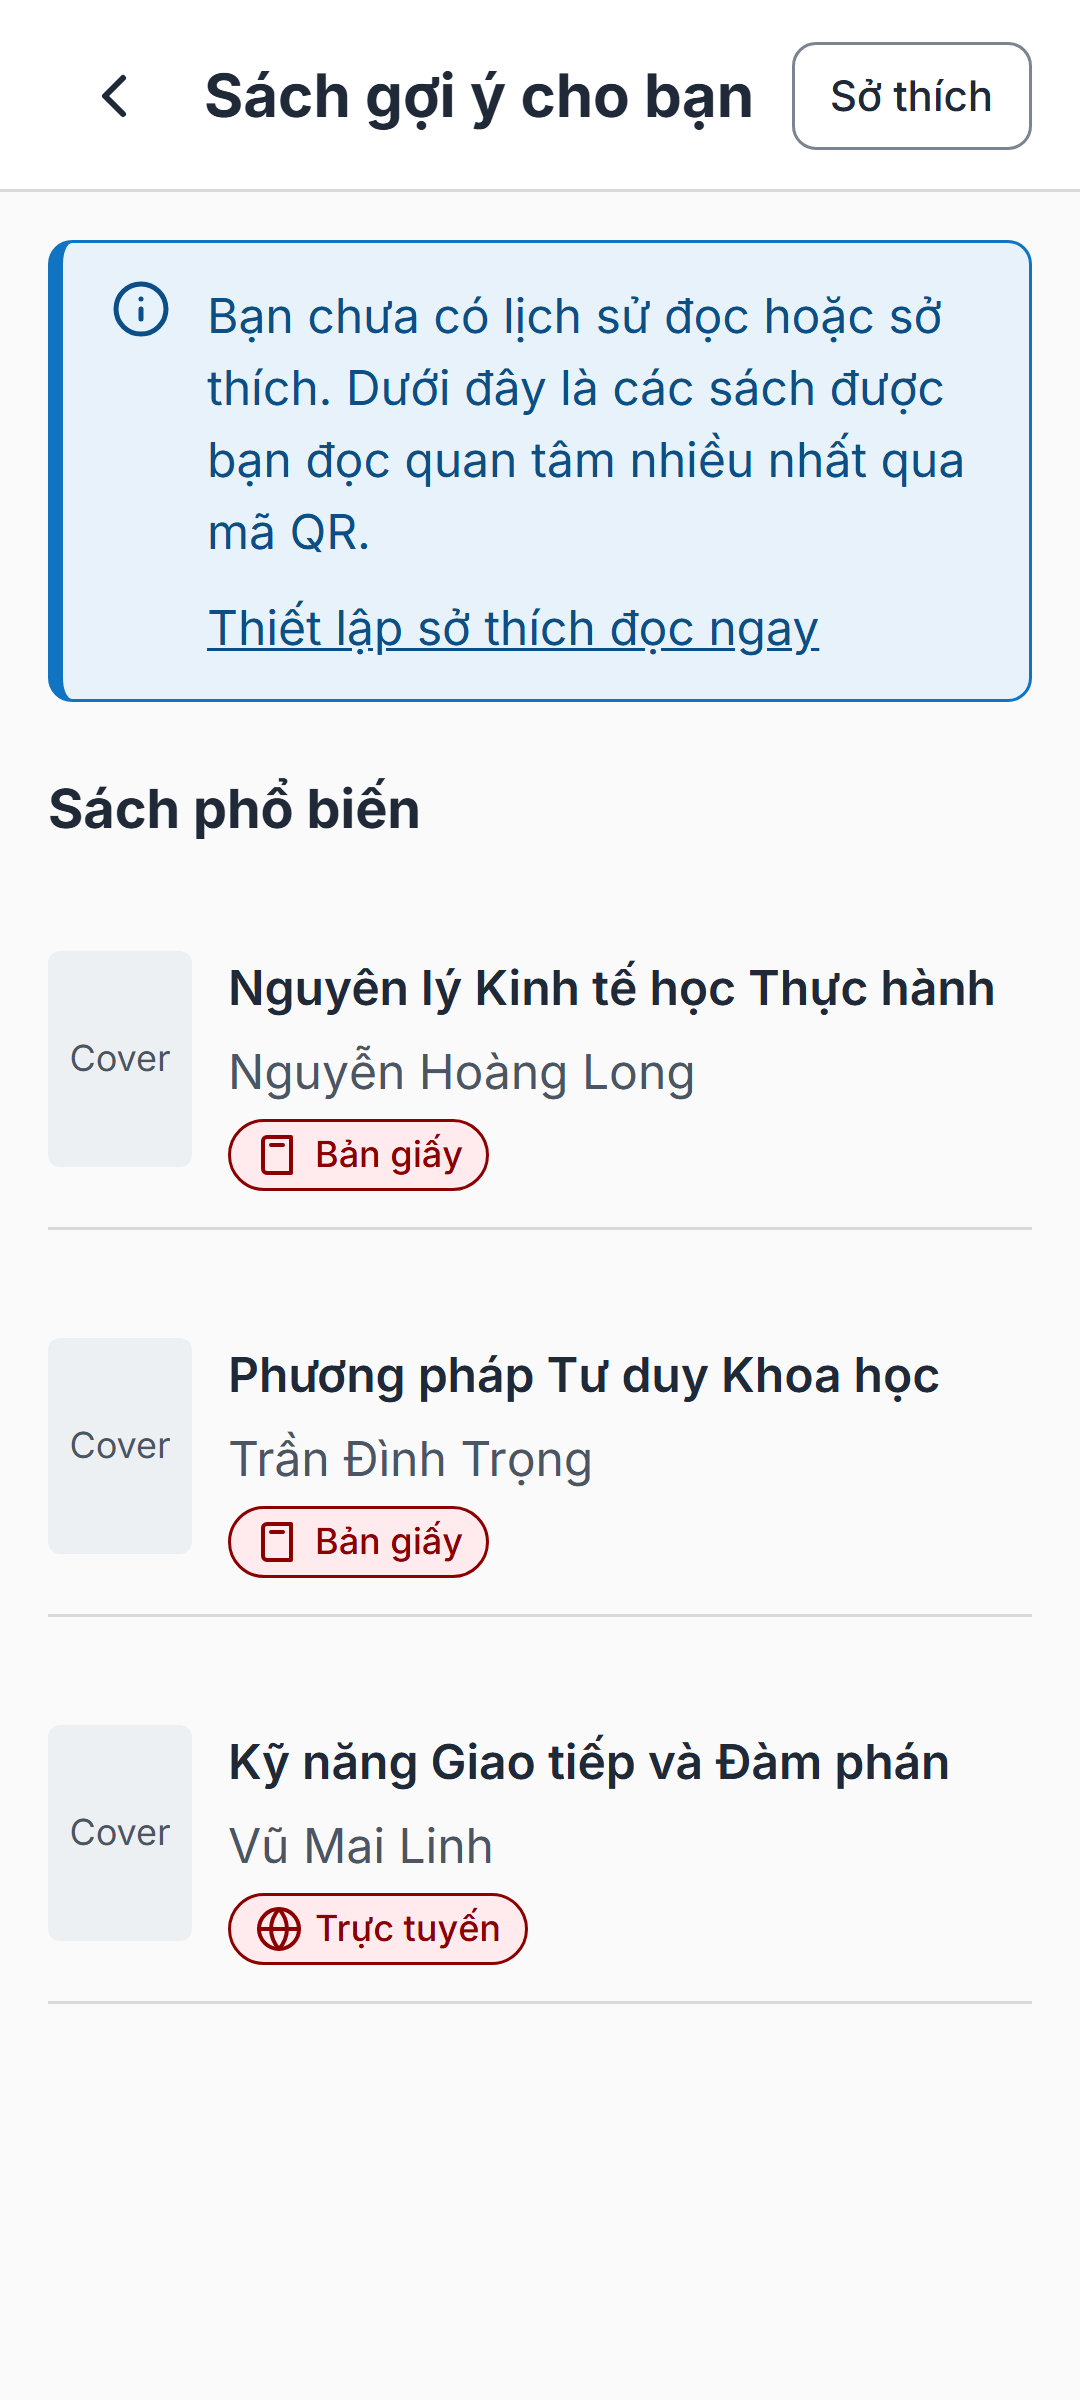 Sách gợi ý cho bạn
Sở thích
Bạn chưa có lịch sử đọc hoặc sở
thích. Dưới đây là các sách được
bạn đọc quan tâm nhiều nhất qua
mã QR.
Thiết lập sở thích đọc ngay
Sách phổ biến
Cover
Nguyên lý Kinh tế học Thực hành
Nguyễn Hoàng Long
Bản giấy
Cover
Phương pháp Tư duy Khoa học
Trần Đình Trọng
Bản giấy
Cover
Kỹ năng Giao tiếp và Đàm phán
Vũ Mai Linh
Trực tuyến